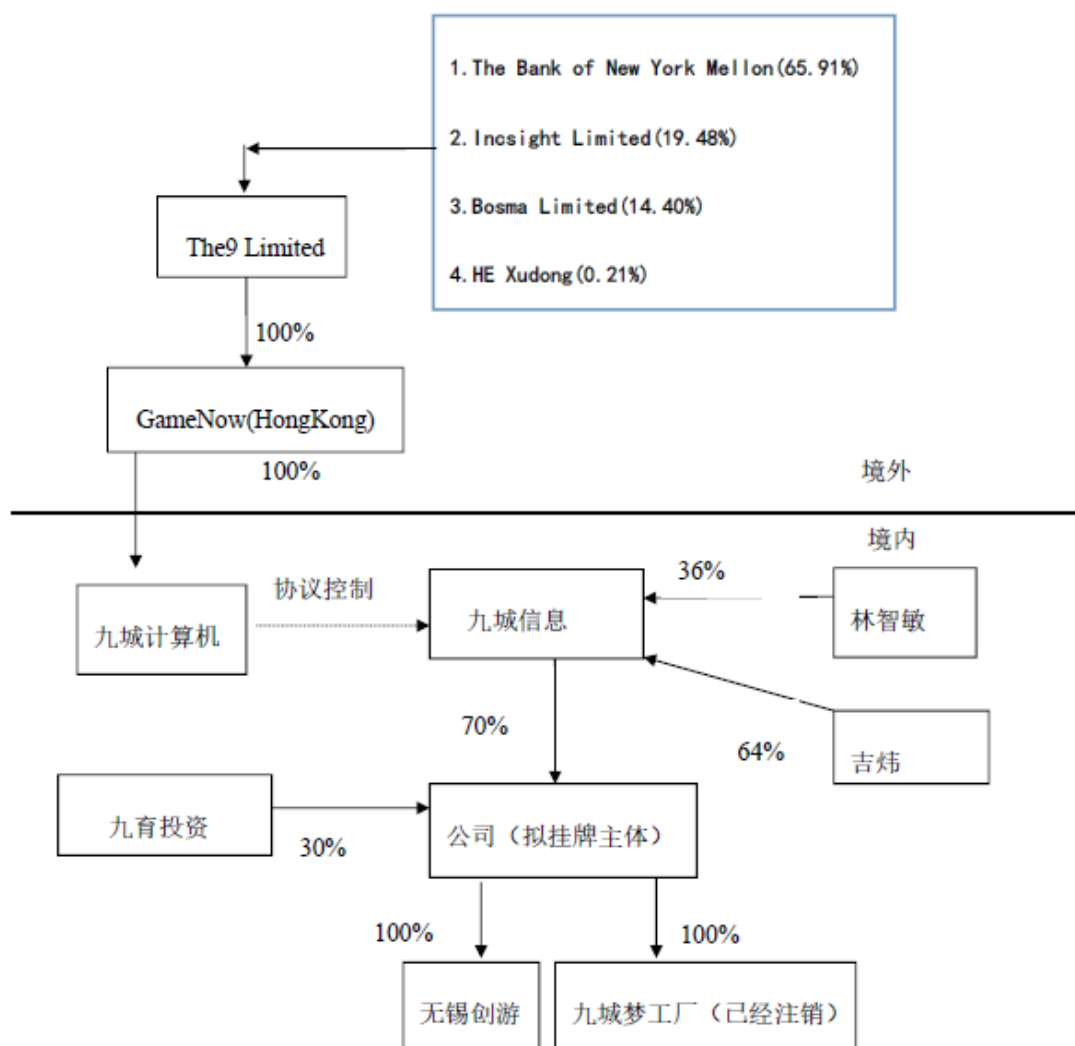 1.The Bank of New York Mellon(65.91%)
2.Incsight Limited(19.48%)
3.Bosma Limited(14.40%)
4.HE Xudong(0.21%)
The9 Limited
100%
GameNow(HongKong)
100%
境外
境内
九城计算机
协议控制
九城信息
36%
林智敏
70%
64%
吉炜
九育投资
30%
公司（拟挂牌主体）
100%
100%
无锡创游
九城梦工厂（已经注销）